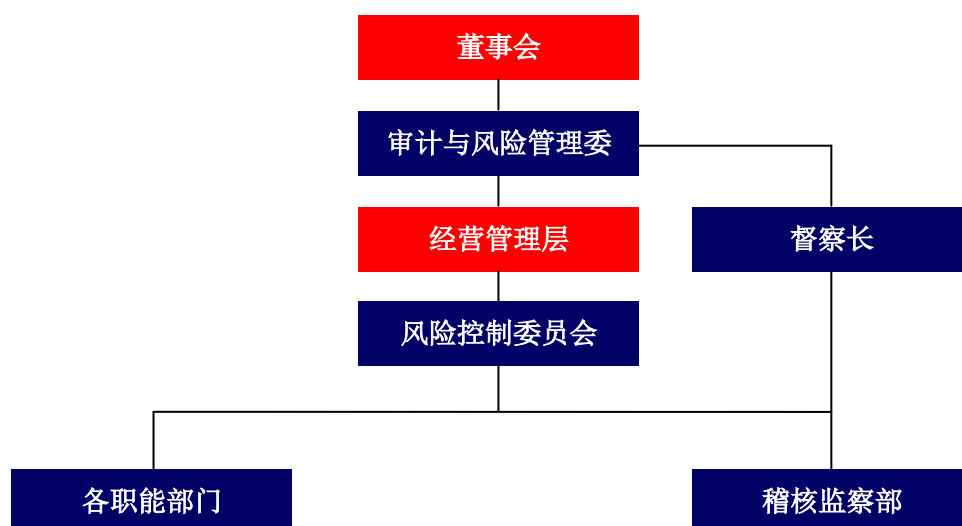 董事会
审计与风险管理委
经营管理层
督察长
风险控制委员会
各职能部门
稽核监察部